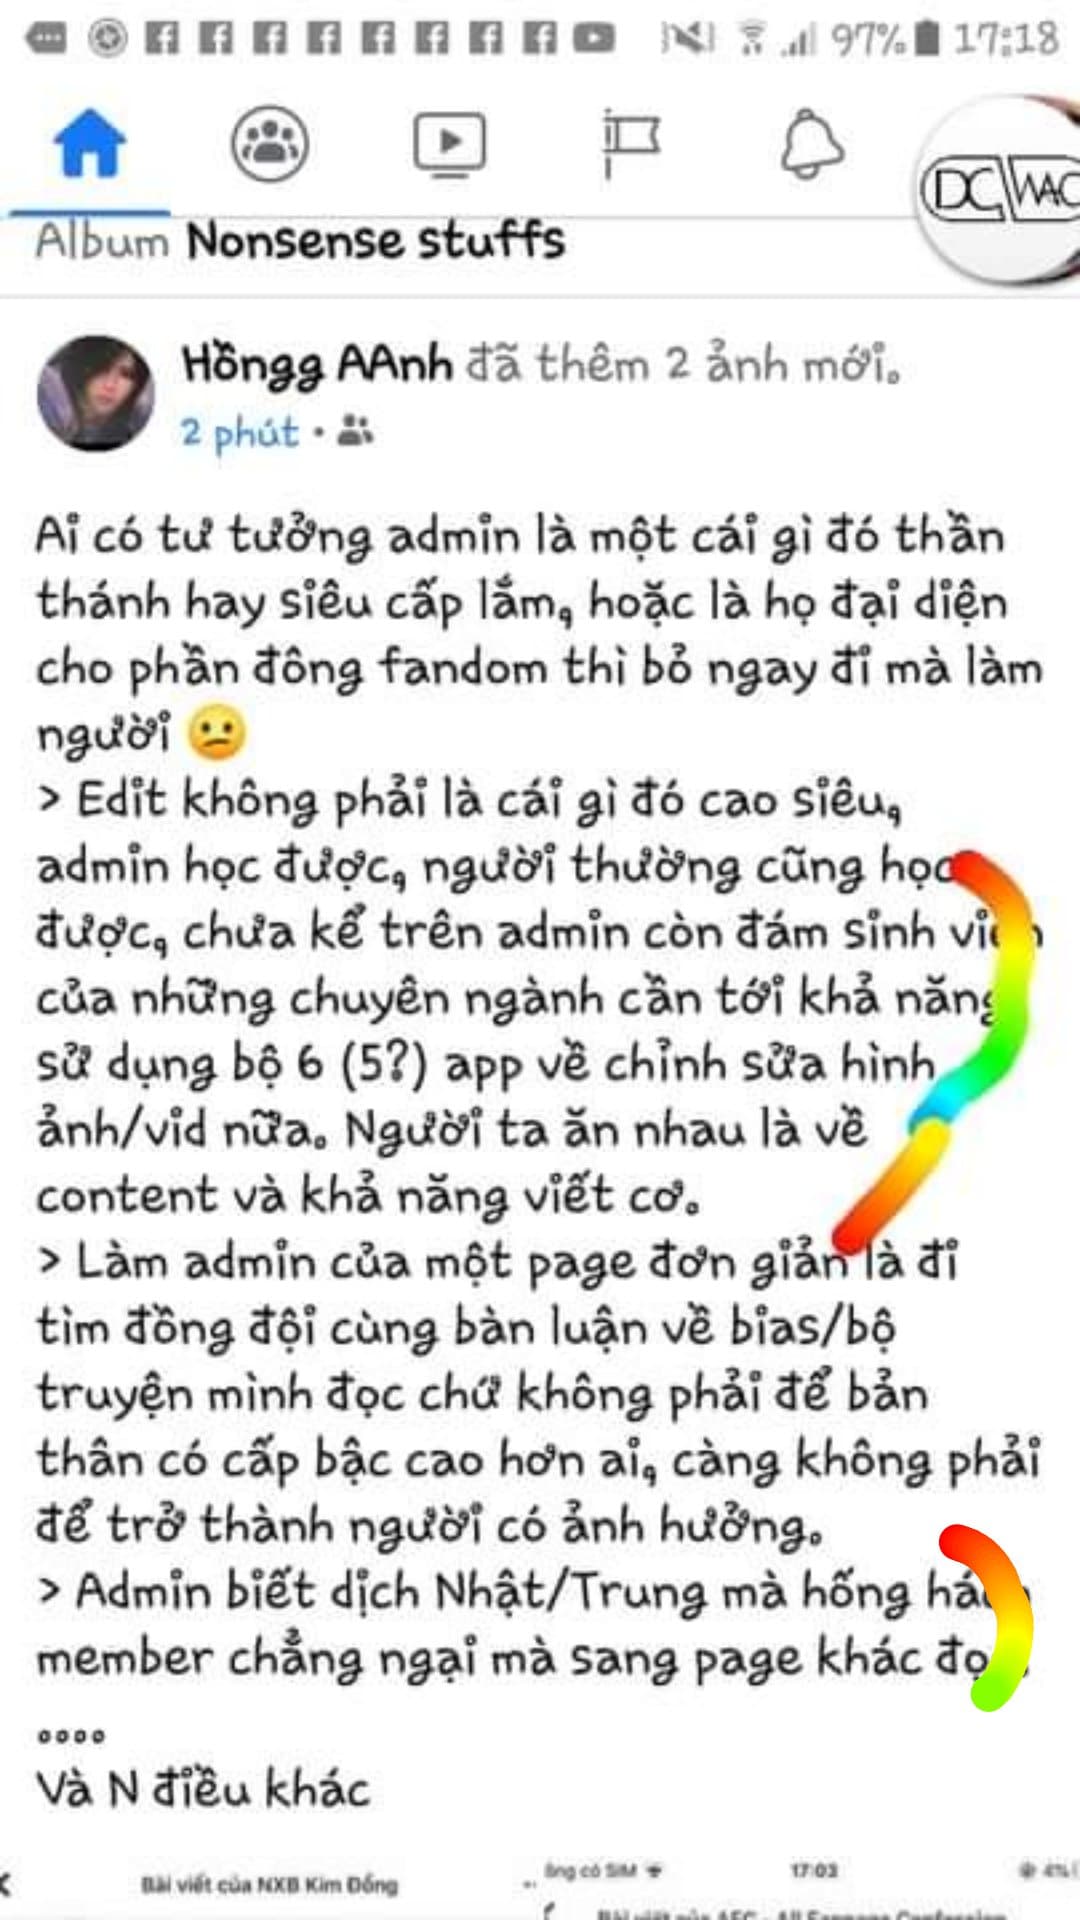 97% 17:18
DC WAC
Album Nonsense stuffs
Hồngg AAnh đã thêm 2 ảnh mới.
2 phút
Ai có tư tưởng admin là một cái gì đó thần
thánh hay siêu cấp lắm, hoặc là họ đại diện
cho phần đông fandom thì bỏ ngay đi mà làm
người 😕
> Edit không phải là cái gì đó cao siêu,
admin học được, người thường cũng học
được, chưa kể trên admin còn đám sinh viên
của những chuyên ngành cần tới khả năng
sử dụng bộ 6 (5?) app về chỉnh sửa hình
ảnh/vid nữa. Người ta ăn nhau là về
content và khả năng viết cơ.
> Làm admin của một page đơn giản là đi
tìm đồng đội cùng bàn luận về bias/bộ
truyện mình đọc chứ không phải để bản
thân có cấp bậc cao hơn ai, càng không phải
để trở thành người có ảnh hưởng.
> Admin biết dịch Nhật/Trung mà hống hách
member chẳng ngại mà sang page khác đọc.
....
Và N điều khác
Bài viết của NXB Kim Đồng
ông có SIM 17:03 4%